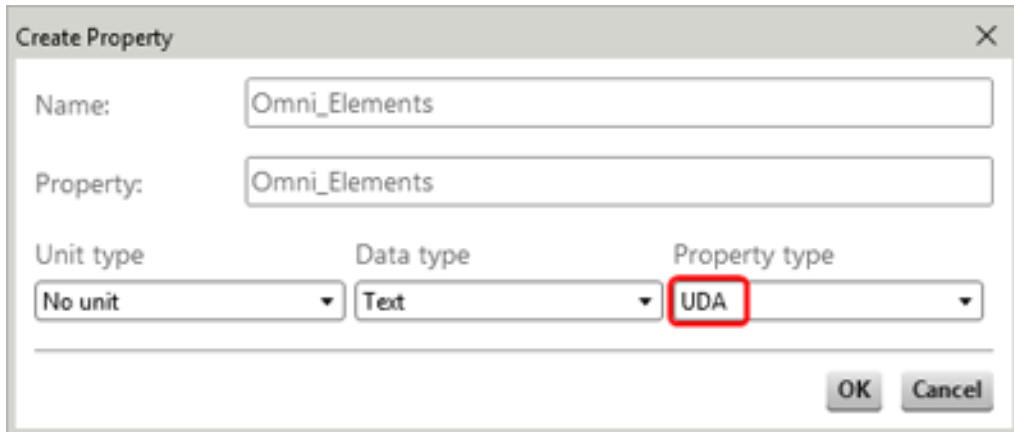 Create Property
Name: Omni_Elements
Property: Omni_Elements
Unit type Data type Property type
No unit Text UDA
OK Cancel